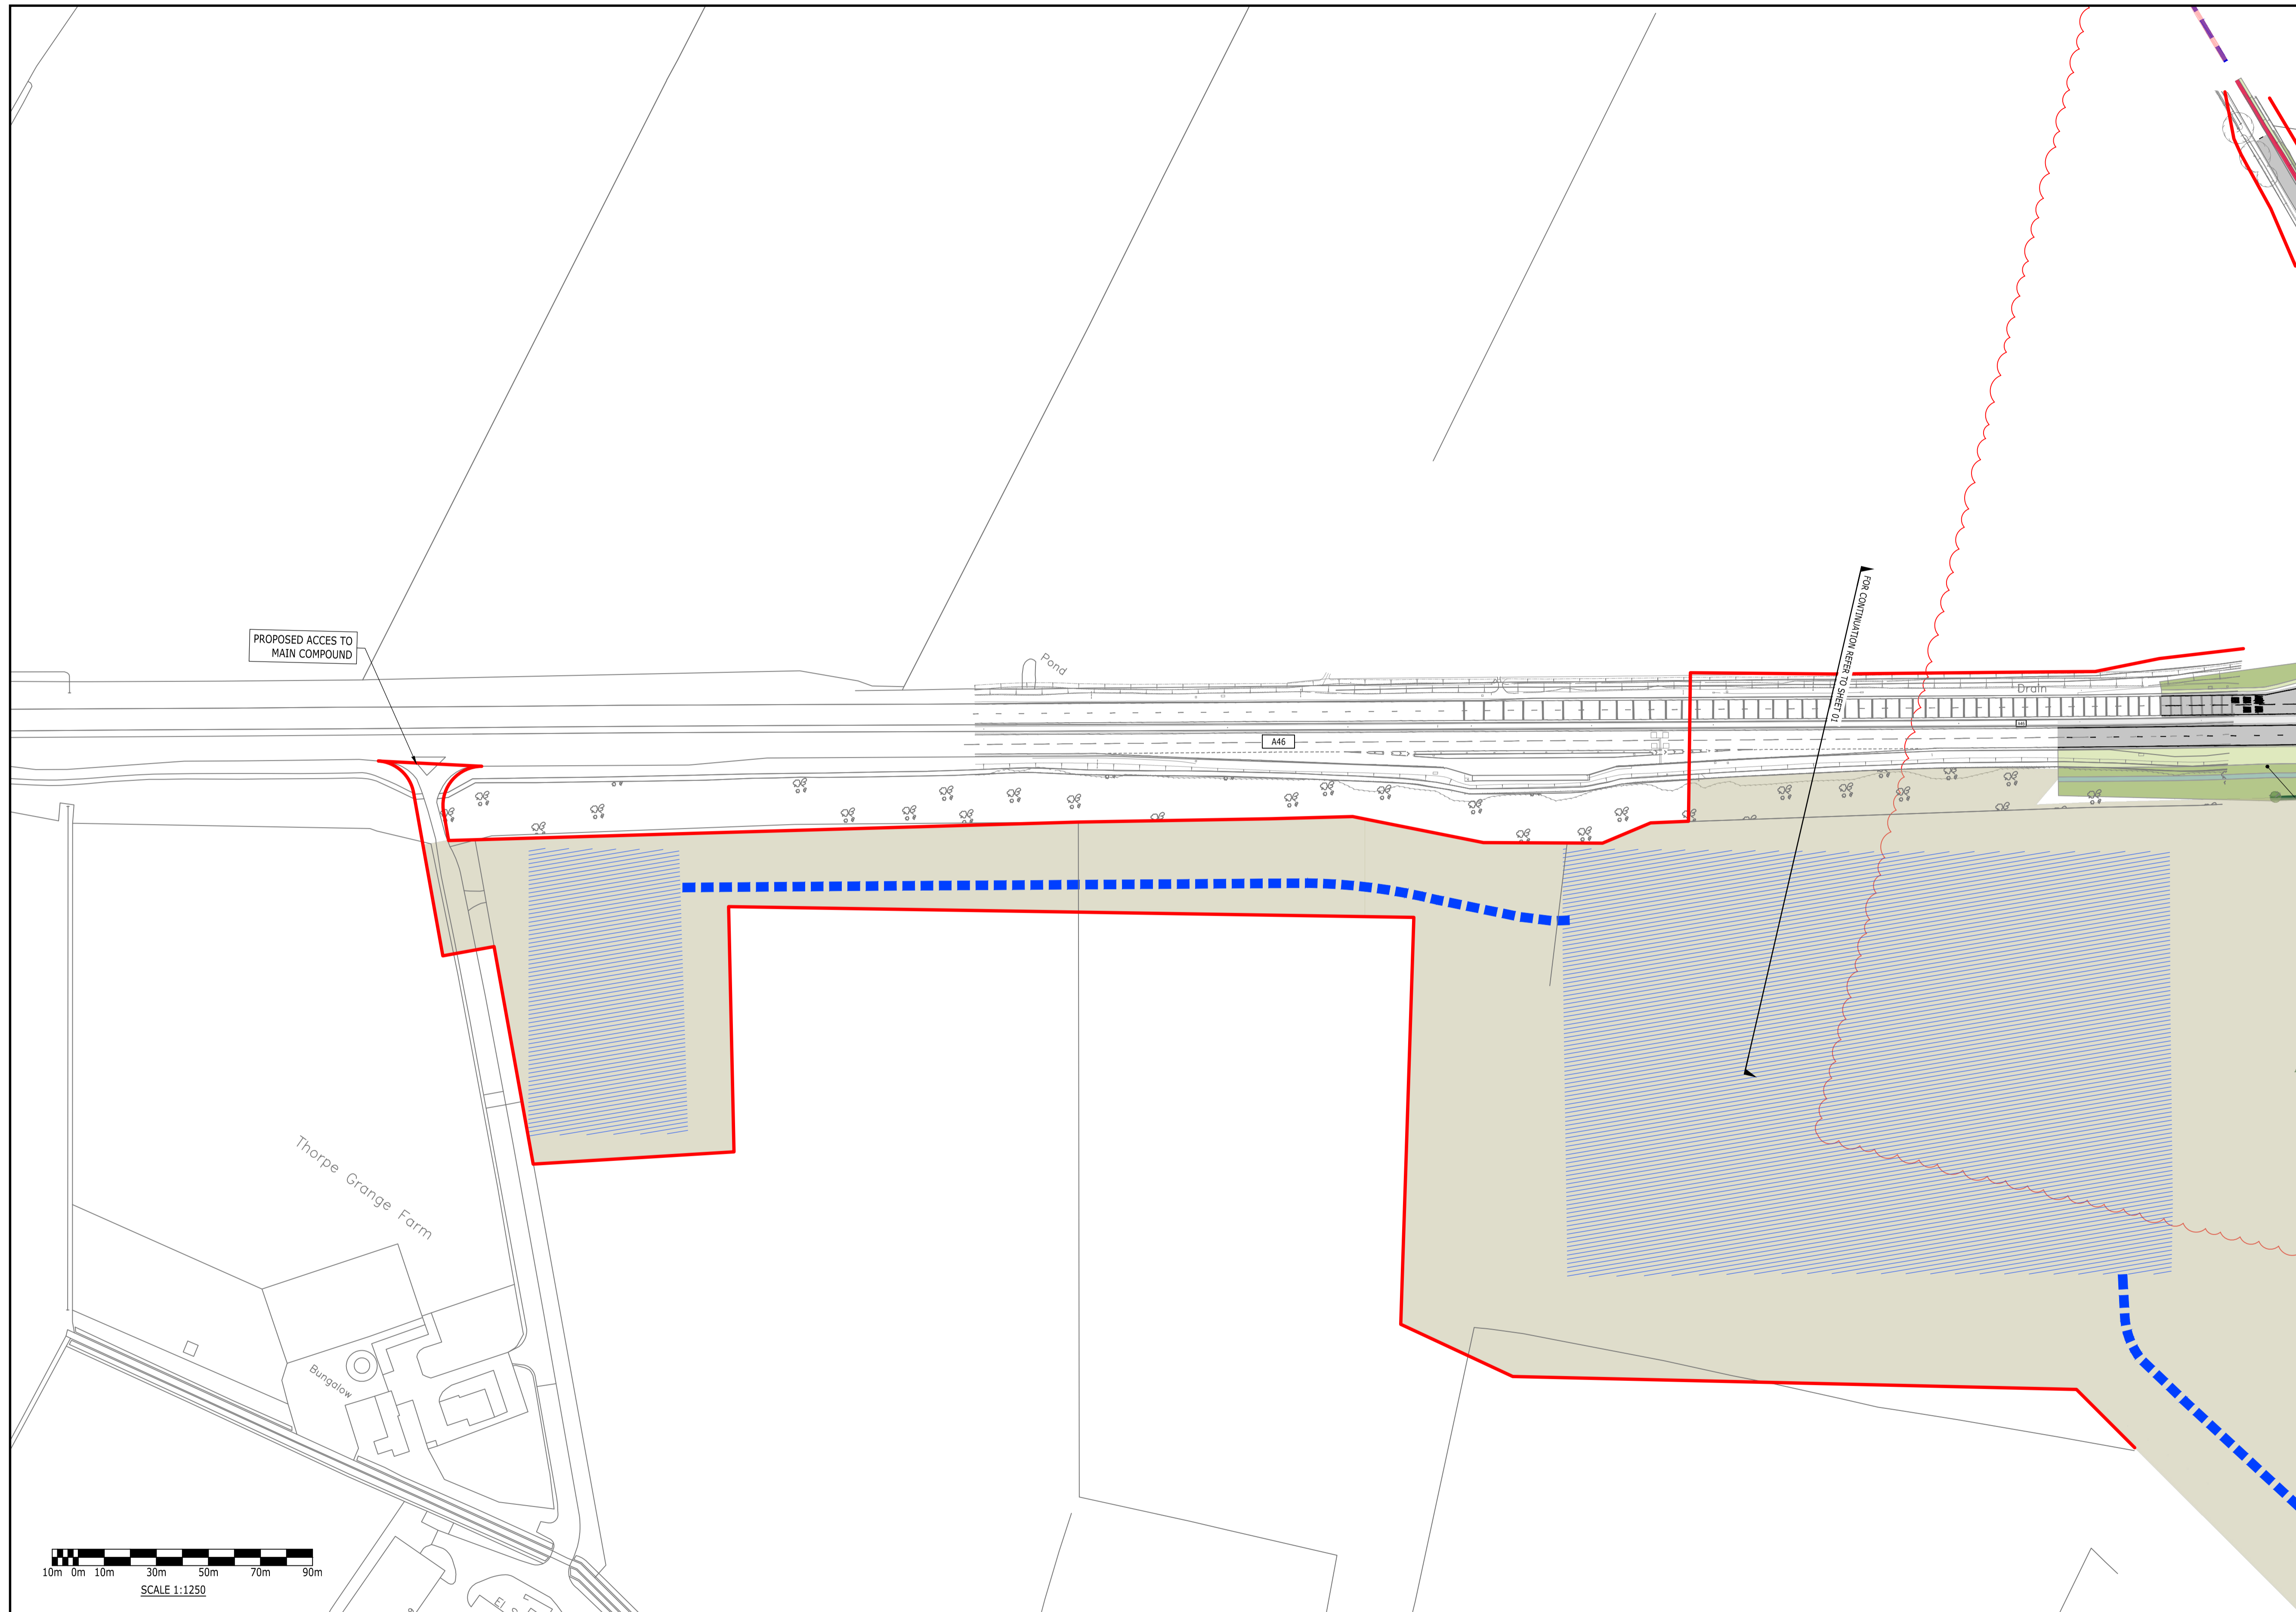 PROPOSED ACCES TO
MAIN COMPOUND
Pond
FOR CONTINUATION REFER TO SHEET 01
Drain
A46
A46
Thorpe Grange Farm
Bungalow
10m 0m 10m 30m 50m 70m 90m
SCALE 1:1250